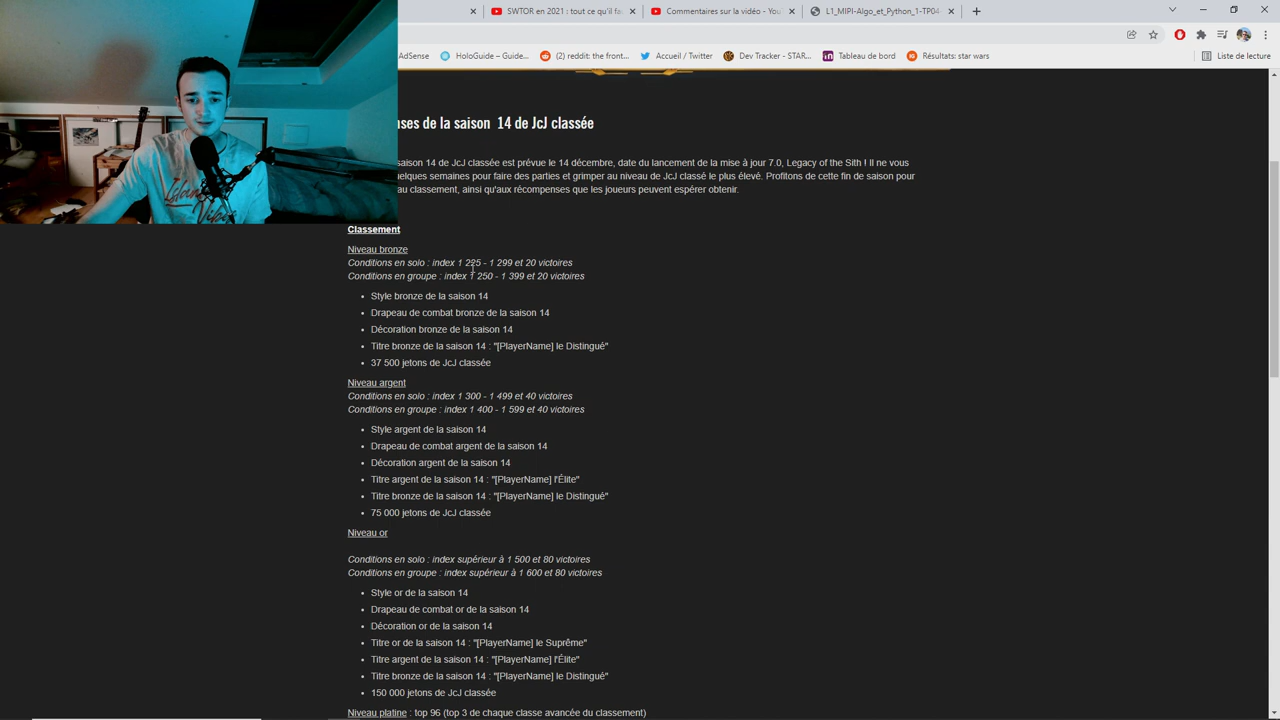 SWTOR en 2021 : tout ce qu'il fa
Commentaires sur la vidéo - You
L1_MIPI-Algo_et_Python_1-TP04-
AdSense
HoloGuide – Guide...
(2) reddit: the front...
Accueil / Twitter
Dev Tracker - STAR...
Tableau de bord
Résultats: star wars
Liste de lecture
nses de la saison 14 de JcJ classée
saison 14 de JcJ classée est prévue le 14 décembre, date du lancement de la mise à jour 7.0, Legacy of the Sith ! Il ne vous
quelques semaines pour faire des parties et grimper au niveau de JcJ classé le plus élevé. Profitons de cette fin de saison pour
au classement, ainsi qu'aux récompenses que les joueurs peuvent espérer obtenir.
Classement
Niveau bronze
Conditions en solo : index 1 225 - 1 299 et 20 victoires
Conditions en groupe : index 1 250 - 1 399 et 20 victoires
• Style bronze de la saison 14
• Drapeau de combat bronze de la saison 14
• Décoration bronze de la saison 14
• Titre bronze de la saison 14 : "[PlayerName] le Distingué"
• 37 500 jetons de JcJ classée
Niveau argent
Conditions en solo : index 1 300 - 1 499 et 40 victoires
Conditions en groupe : index 1 400 - 1 599 et 40 victoires
• Style argent de la saison 14
• Drapeau de combat argent de la saison 14
• Décoration argent de la saison 14
• Titre argent de la saison 14 : "[PlayerName] l'Élite"
• Titre bronze de la saison 14 : "[PlayerName] le Distingué"
• 75 000 jetons de JcJ classée
Niveau or
Conditions en solo : index supérieur à 1 500 et 80 victoires
Conditions en groupe : index supérieur à 1 600 et 80 victoires
• Style or de la saison 14
• Drapeau de combat or de la saison 14
• Décoration or de la saison 14
• Titre or de la saison 14 : "[PlayerName] le Suprême"
• Titre argent de la saison 14 : "[PlayerName] l'Élite"
• Titre bronze de la saison 14 : "[PlayerName] le Distingué"
• 150 000 jetons de JcJ classée
Niveau platine : top 96 (top 3 de chaque classe avancée du classement)